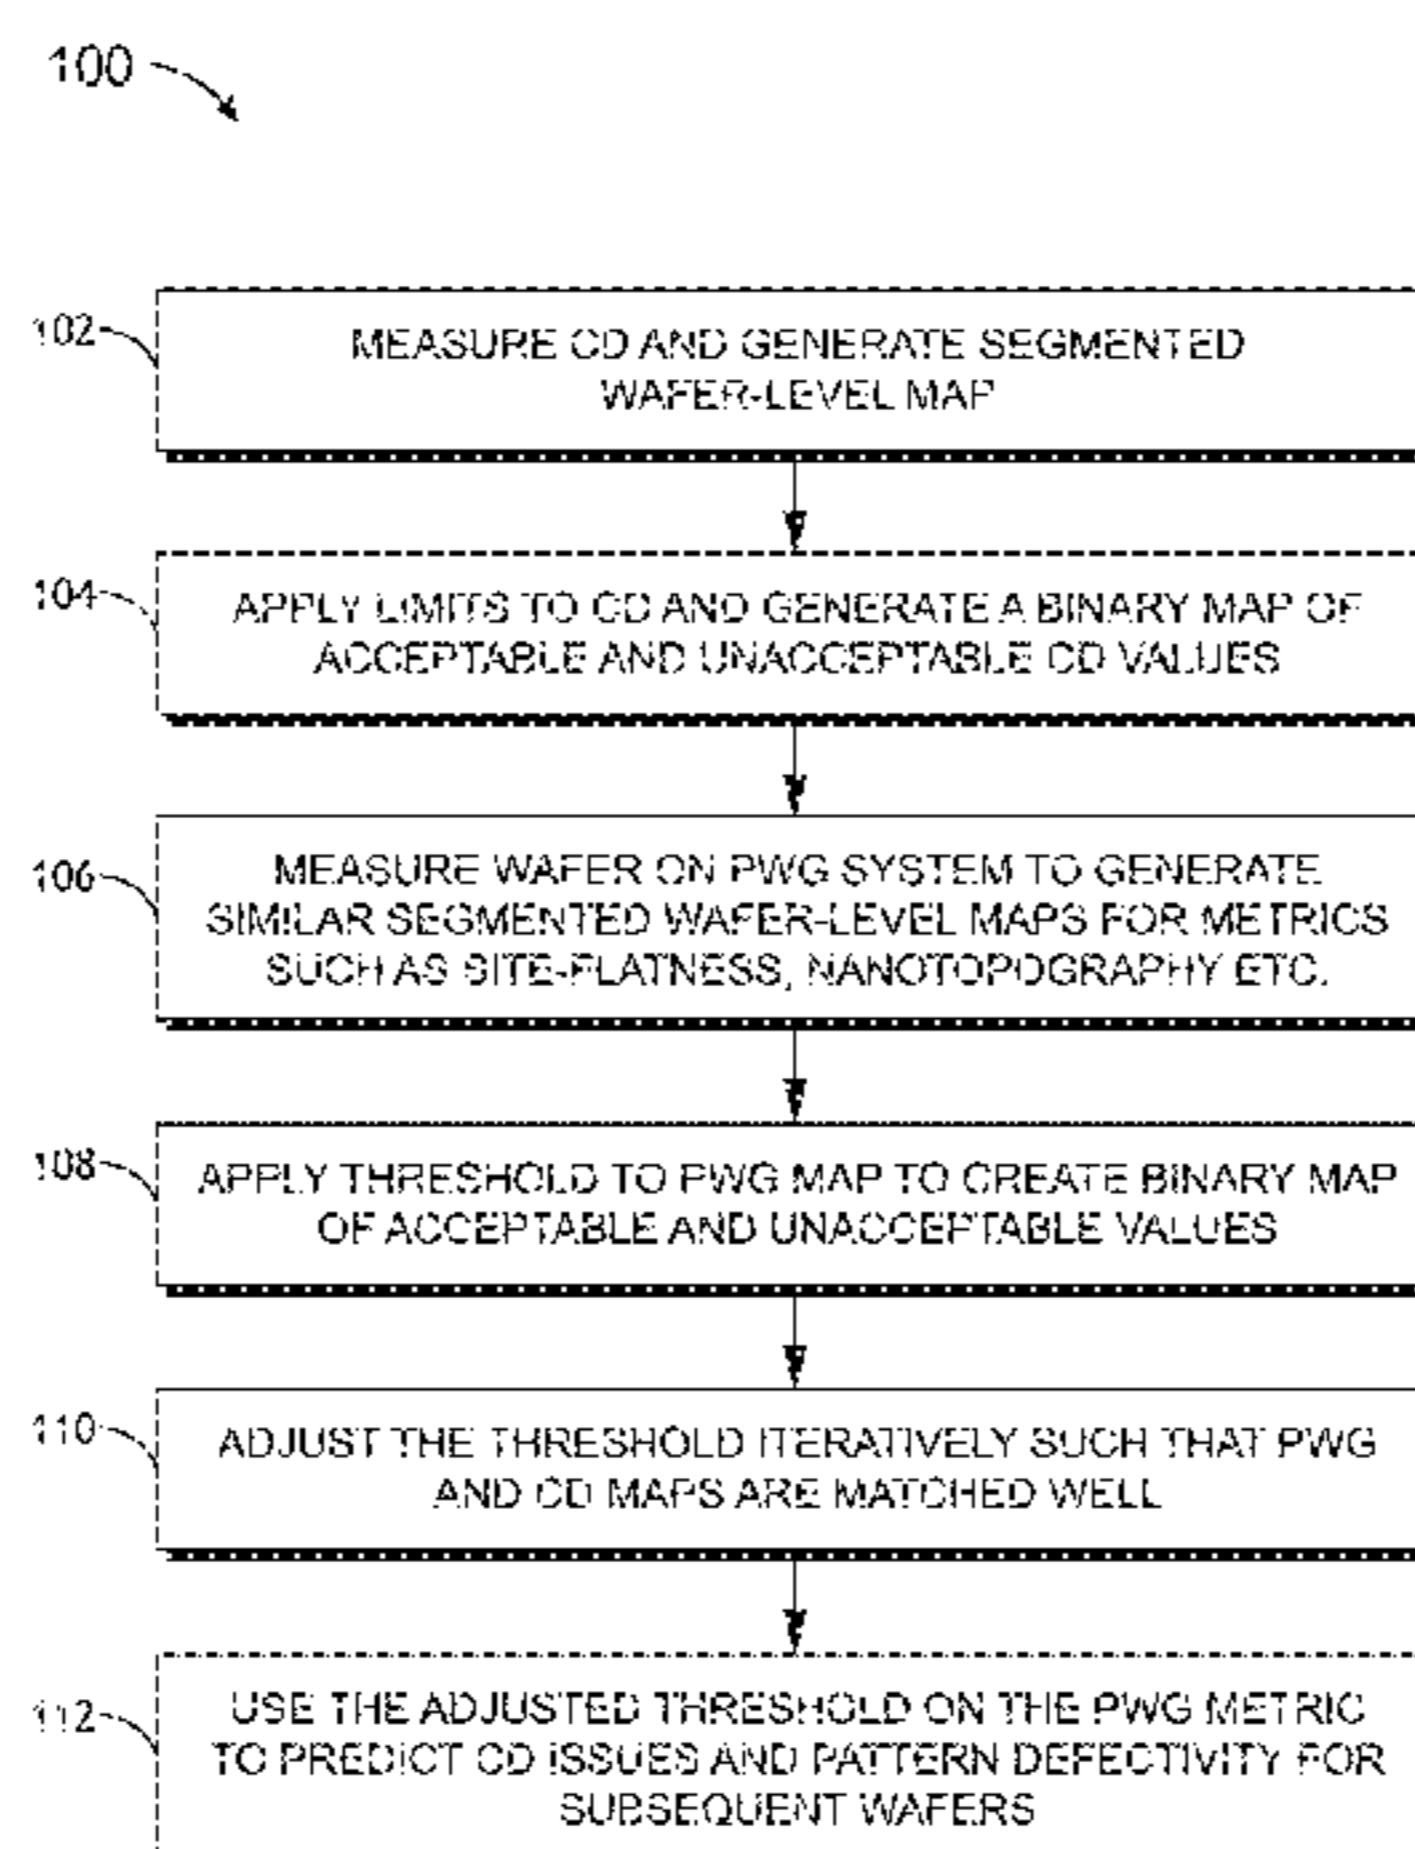 100
102
MEASURE CD AND GENERATE SEGMENTED
WAFER-LEVEL MAP
104
APPLY LIMITS TO CD AND GENERATE A BINARY MAP OF
ACCEPTABLE AND UNACCEPTABLE CD VALUES
106
MEASURE WAFER ON PWG SYSTEM TO GENERATE
SIMILAR SEGMENTED WAFER-LEVEL MAPS FOR METRICS
SUCH AS SITE-FLATNESS, NANOTOPOGRAPHY ETC.
108
APPLY THRESHOLD TO PWG MAP TO CREATE BINARY MAP
OF ACCEPTABLE AND UNACCEPTABLE VALUES
110
ADJUST THE THRESHOLD ITERATIVELY SUCH THAT PWG
AND CD MAPS ARE MATCHED WELL
112
USE THE ADJUSTED THRESHOLD ON THE PWG METRIC
TO PREDICT CD ISSUES AND PATTERN DEFECTIVITY FOR
SUBSEQUENT WAFERS